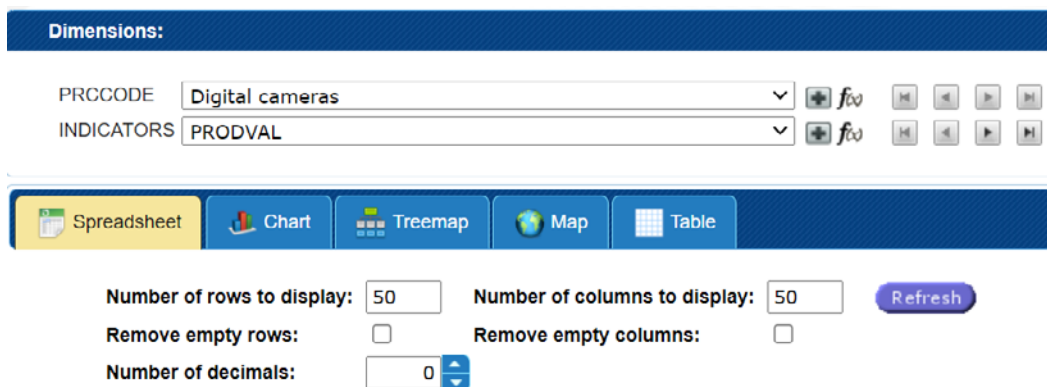 Dimensions:
PRCCODE Digital cameras f(x)
INDICATORS PRODVAL f(x)
Spreadsheet Chart Treemap Map Table
Number of rows to display: 50 Number of columns to display: 50 Refresh
Remove empty rows: Remove empty columns:
Number of decimals: 0